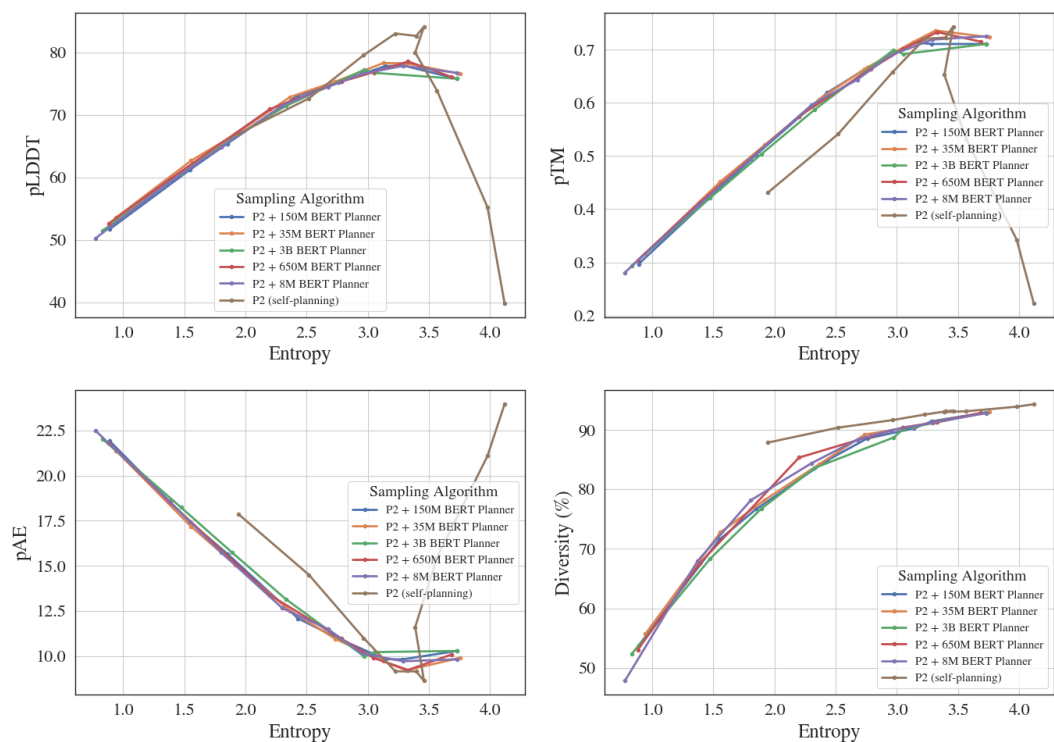 pLDDT
80
70
60
50
40
Sampling Algorithm
P2 + 150M BERT Planner
P2 + 35M BERT Planner
P2 + 3B BERT Planner
P2 + 650M BERT Planner
P2 + 8M BERT Planner
P2 (self-planning)
1.0 1.5 2.0 2.5 3.0 3.5 4.0
Entropy
pTM
0.7
0.6
0.5
0.4
0.3
0.2
Sampling Algorithm
P2 + 150M BERT Planner
P2 + 35M BERT Planner
P2 + 3B BERT Planner
P2 + 650M BERT Planner
P2 + 8M BERT Planner
P2 (self-planning)
1.0 1.5 2.0 2.5 3.0 3.5 4.0
Entropy
pAE
22.5
20.0
17.5
15.0
12.5
10.0
Sampling Algorithm
P2 + 150M BERT Planner
P2 + 35M BERT Planner
P2 + 3B BERT Planner
P2 + 650M BERT Planner
P2 + 8M BERT Planner
P2 (self-planning)
1.0 1.5 2.0 2.5 3.0 3.5 4.0
Entropy
Diversity (%)
90
80
70
60
50
Sampling Algorithm
P2 + 150M BERT Planner
P2 + 35M BERT Planner
P2 + 3B BERT Planner
P2 + 650M BERT Planner
P2 + 8M BERT Planner
P2 (self-planning)
1.0 1.5 2.0 2.5 3.0 3.5 4.0
Entropy